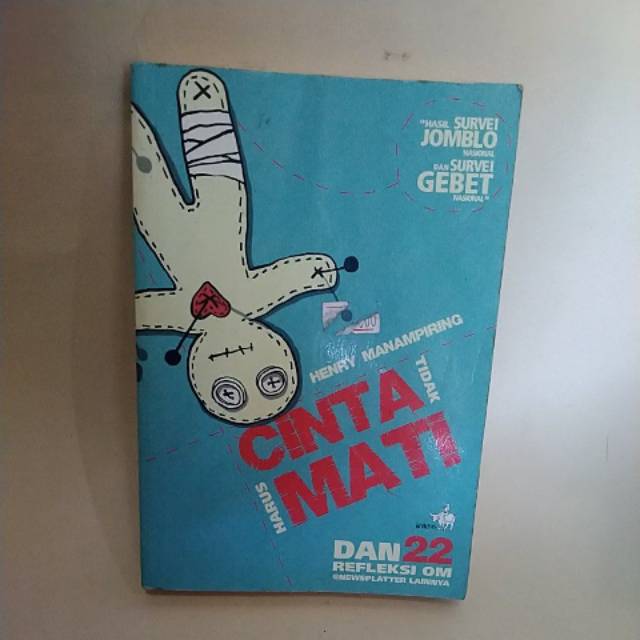 "HASIL SURVEI
JOMBLO
NASIONAL
DAN SURVEI
GEBET
NASIONAL"
HENRY MANAMPIRING
CINTA TIDAK
HARUS MATI
DAN 22
REFLEKSI OM
@NEWSPLATTER LAINNYA